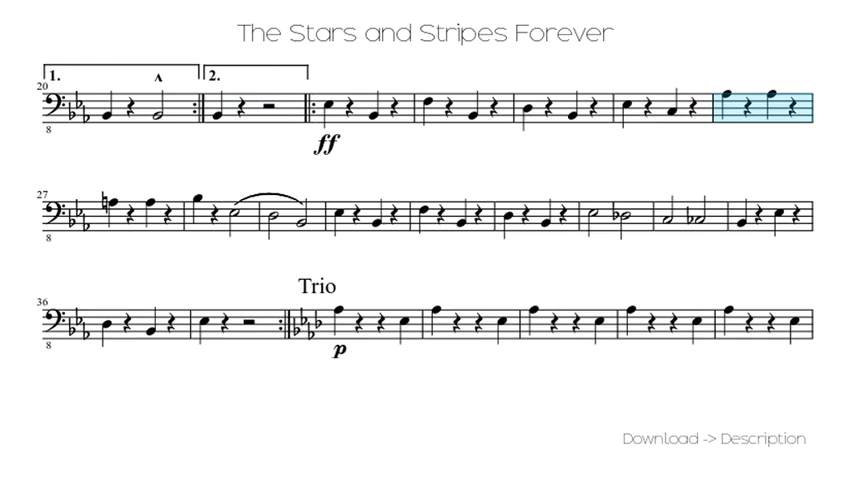 The Stars and Stripes Forever
1. 2.
20
8
ff
27
8
Trio
36
8
p
Download -> Description